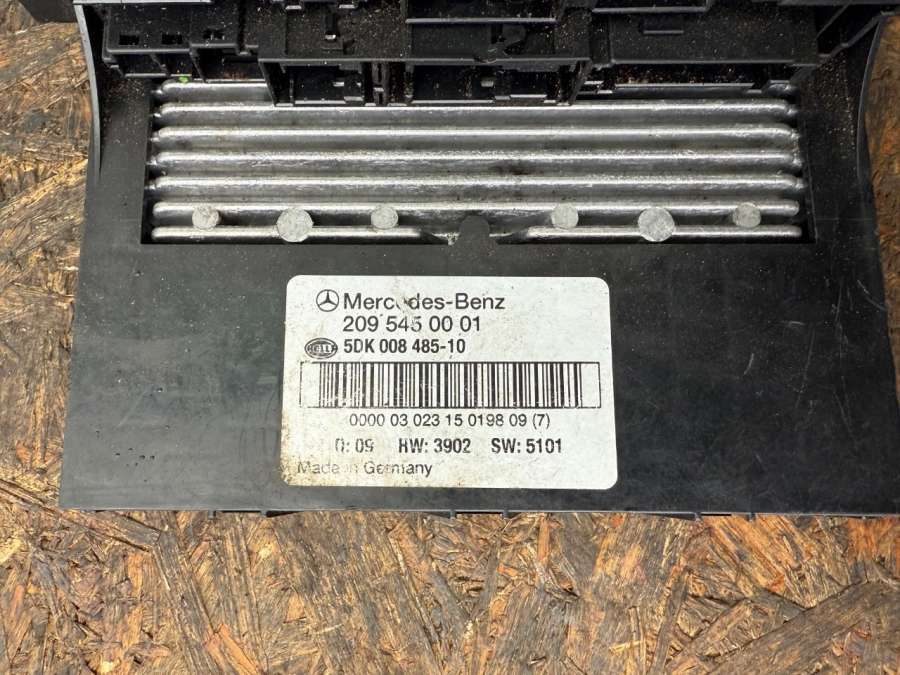 Mercedes-Benz
209 545 00 01
5DK 008 485-10
0000 03 023 15 0198 09 (7)
: 09 HW: 3902 SW: 5101
Made in Germany